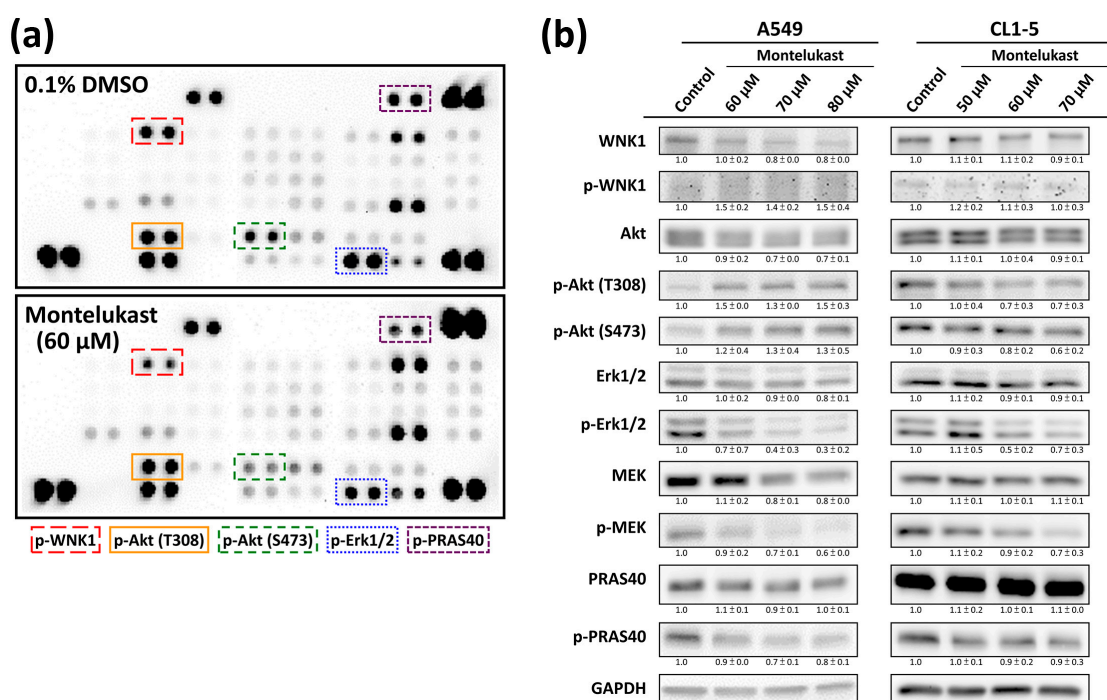 (a)
0.1% DMSO
Montelukast
(60 µM)
p-WNK1 p-Akt (T308) p-Akt (S473) p-Erk1/2 p-PRAS40
(b)
A549 CL1-5
Montelukast Montelukast
Control 60 µM 70 µM 80 µM Control 50 µM 60 µM 70 µM
WNK1
1.0 1.0 ± 0.2 0.8 ± 0.0 0.8 ± 0.0 1.0 1.1 ± 0.1 1.1 ± 0.2 0.9 ± 0.1
p-WNK1
1.0 1.5 ± 0.2 1.4 ± 0.2 1.5 ± 0.4 1.0 1.2 ± 0.2 1.1 ± 0.3 1.0 ± 0.3
Akt
1.0 0.9 ± 0.2 0.7 ± 0.0 0.7 ± 0.1 1.0 1.1 ± 0.1 1.0 ± 0.4 0.9 ± 0.1
p-Akt (T308)
1.0 1.5 ± 0.0 1.3 ± 0.1 1.5 ± 0.3 1.0 1.0 ± 0.4 0.7 ± 0.3 0.7 ± 0.3
p-Akt (S473)
1.0 1.2 ± 0.4 1.3 ± 0.4 1.3 ± 0.5 1.0 0.9 ± 0.3 0.8 ± 0.2 0.6 ± 0.2
Erk1/2
1.0 1.0 ± 0.2 0.9 ± 0.0 0.8 ± 0.1 1.0 1.1 ± 0.2 0.9 ± 0.1 0.9 ± 0.1
p-Erk1/2
1.0 0.7 ± 0.7 0.4 ± 0.3 0.3 ± 0.2 1.0 1.1 ± 0.5 0.5 ± 0.2 0.6 ± 0.2
MEK
1.0 1.1 ± 0.2 0.8 ± 0.1 0.8 ± 0.0 1.0 1.1 ± 0.1 1.0 ± 0.1 1.1 ± 0.1
p-MEK
1.0 0.9 ± 0.2 0.7 ± 0.1 0.6 ± 0.0 1.0 1.1 ± 0.2 0.9 ± 0.2 0.7 ± 0.3
PRAS40
1.0 1.1 ± 0.1 0.9 ± 0.1 1.0 ± 0.1 1.0 1.1 ± 0.2 1.0 ± 0.1 1.1 ± 0.0
p-PRAS40
1.0 0.9 ± 0.0 0.7 ± 0.1 0.8 ± 0.1 1.0 1.0 ± 0.1 0.9 ± 0.2 0.9 ± 0.3
GAPDH